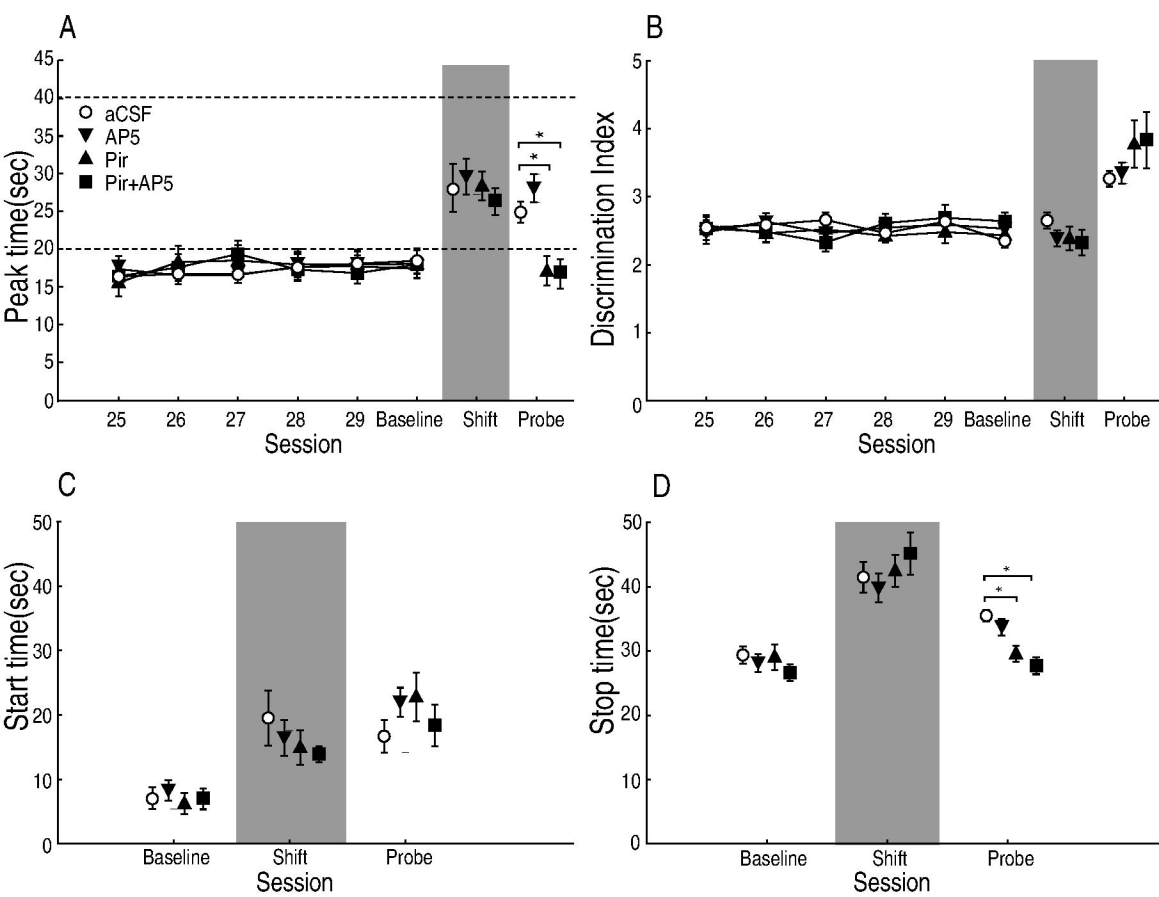 A
Peak time(sec)
45
40
35
30
25
20
15
10
5
0
aCSF
AP5
Pir
Pir+AP5
*
*
25 26 27 28 29 Baseline Shift Probe
Session
B
Discrimination Index
5
4
3
2
1
0
25 26 27 28 29 Baseline Shift Probe
Session
C
Start time(sec)
50
40
30
20
10
0
Baseline Shift Probe
Session
D
Stop time(sec)
50
40
30
20
10
0
*
*
Baseline Shift Probe
Session